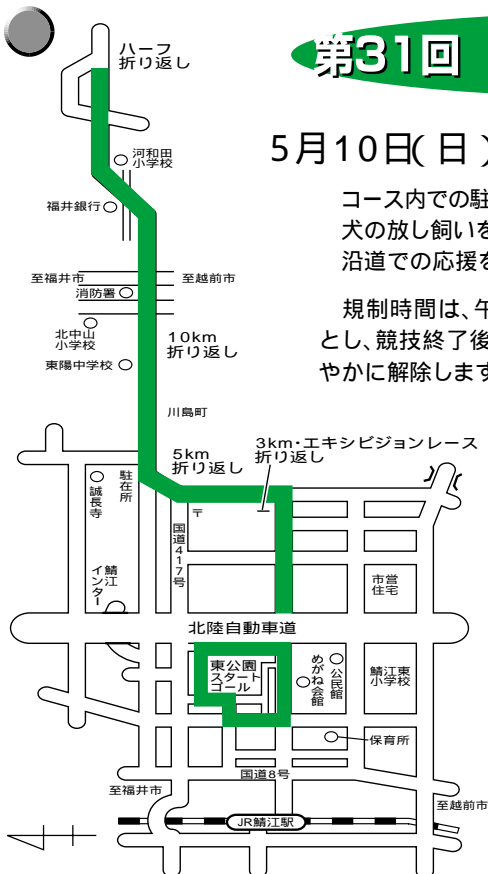 第31回
5月10日(日)
コース内での駐
犬の放し飼いを
沿道での応援を
規制時間は、午
とし、競技終了後
やかに解除します
ハーフ
折り返し
河和田
小学校
福井銀行
至福井市
至越前市
消防署
北中山
小学校
10km
折り返し
東陽中学校
川島町
3km・エキシビジョンレース
折り返し
5km
折り返し
駐在所
誠長寺
〒
国道417号
鯖江
インター
市営
住宅
北陸自動車道
東公園
スタート
ゴール
公民館
めがね会館
鯖江東
小学校
保育所
国道8号
至福井市
至越前市
JR鯖江駅